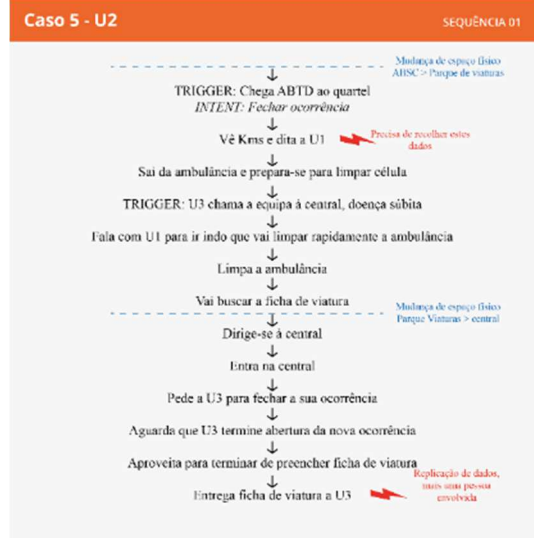 Caso 5 - U2
SEQUÊNCIA 01
Mudança de espaço físico
ABSC > Parque de viaturas
TRIGGER: Chega ABTD ao quartel
INTENT: Fechar ocorrência
Vê Kms e dita a U1
Precisa de recolher estes
dados
Sai da ambulância e prepara-se para limpar célula
TRIGGER: U3 chama a equipa à central, doença súbita
Fala com U1 para ir indo que vai limpar rapidamente a ambulância
Limpa a ambulância
Vai buscar a ficha de viatura
Mudança de espaço físico
Parque Viaturas > central
Dirige-se à central
Entra na central
Pede a U3 para fechar a sua ocorrência
Aguarda que U3 termine abertura da nova ocorrência
Aproveita para terminar de preencher ficha de viatura
Entrega ficha de viatura a U3
Replicação de dados,
mais uma pessoa
envolvida